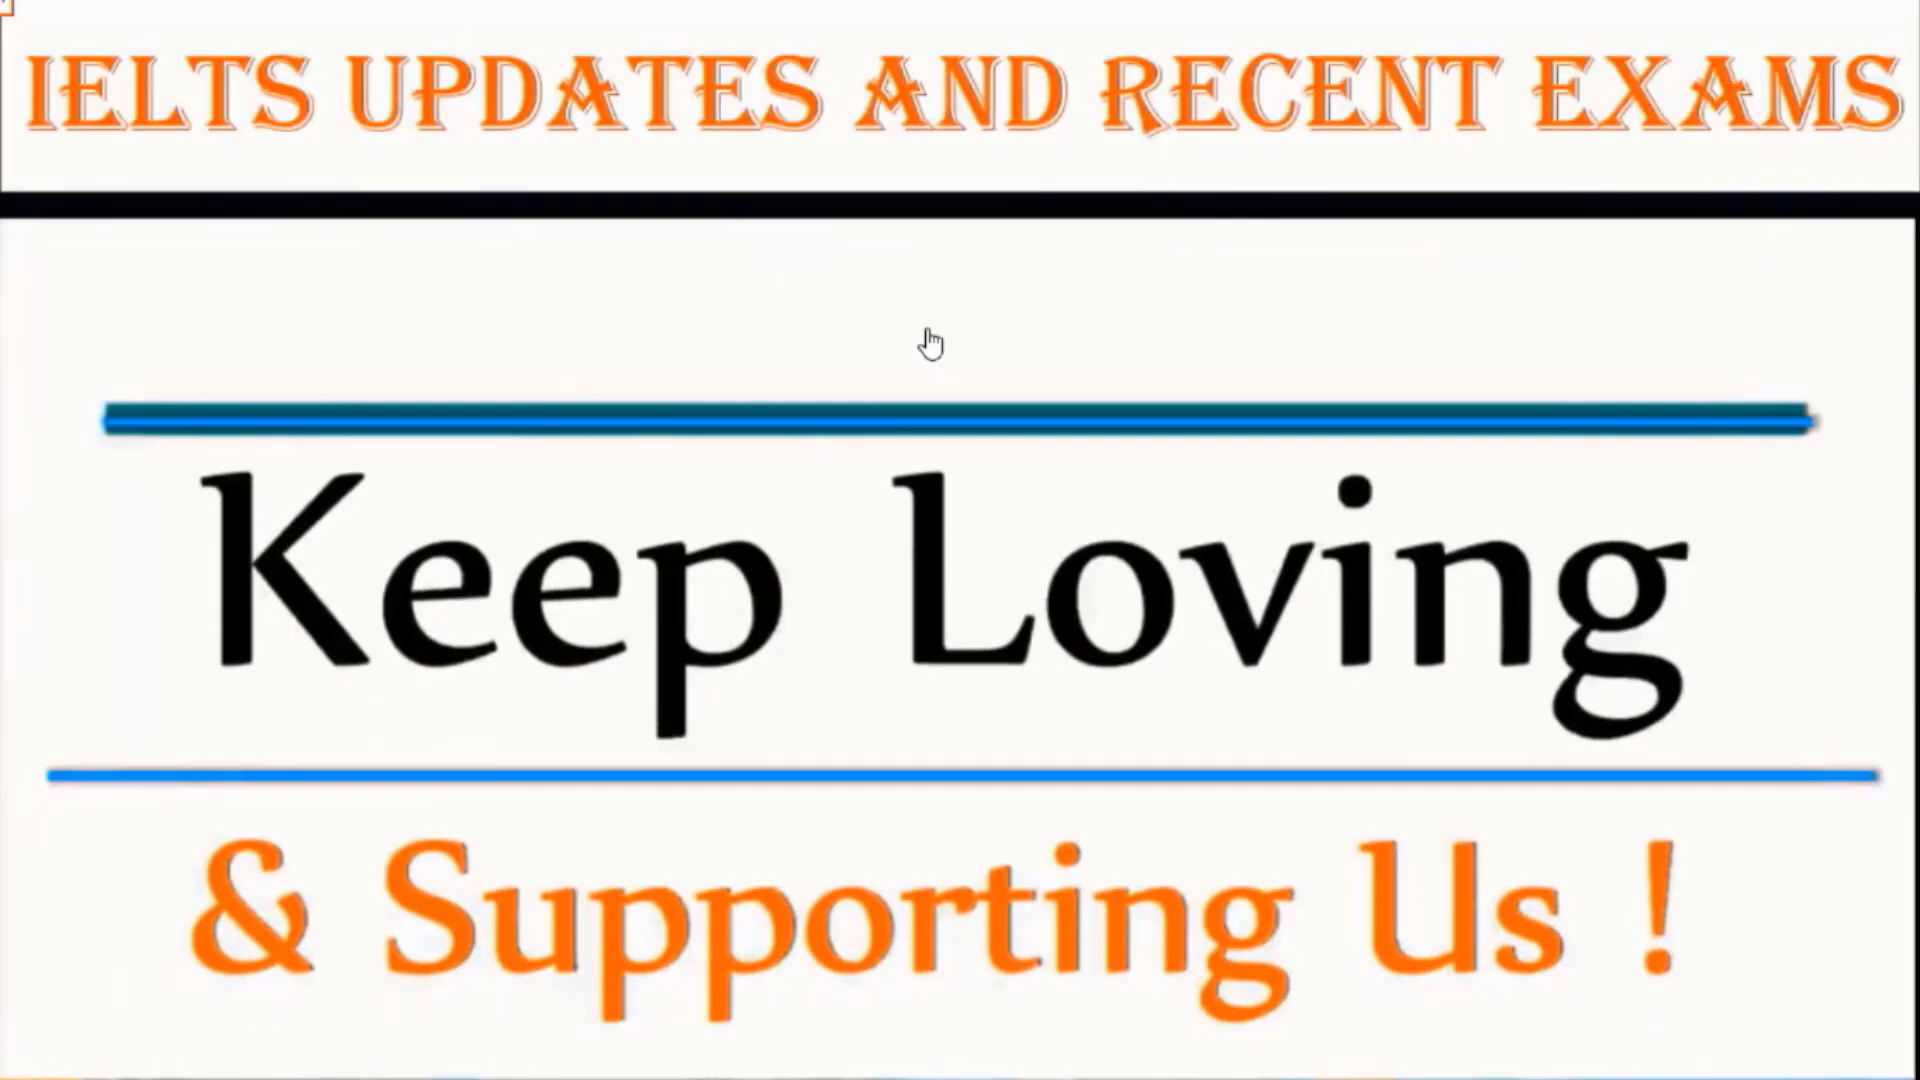 IELTS UPDATES AND RECENT EXAMS
Keep Loving
& Supporting Us !